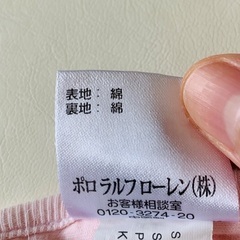 表地: 綿
裏地: 綿
ポロ ラルフ ローレン(株)
お客様相談室
0120-3274-20
S
S
P
K